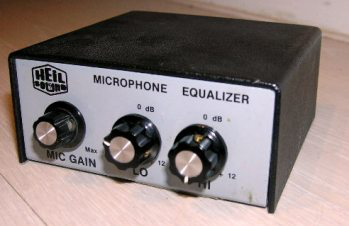 HEIL
SOUND
MICROPHONE EQUALIZER
0 dB
0 dB
Max
12
+ 12
MIC GAIN
LO
HI